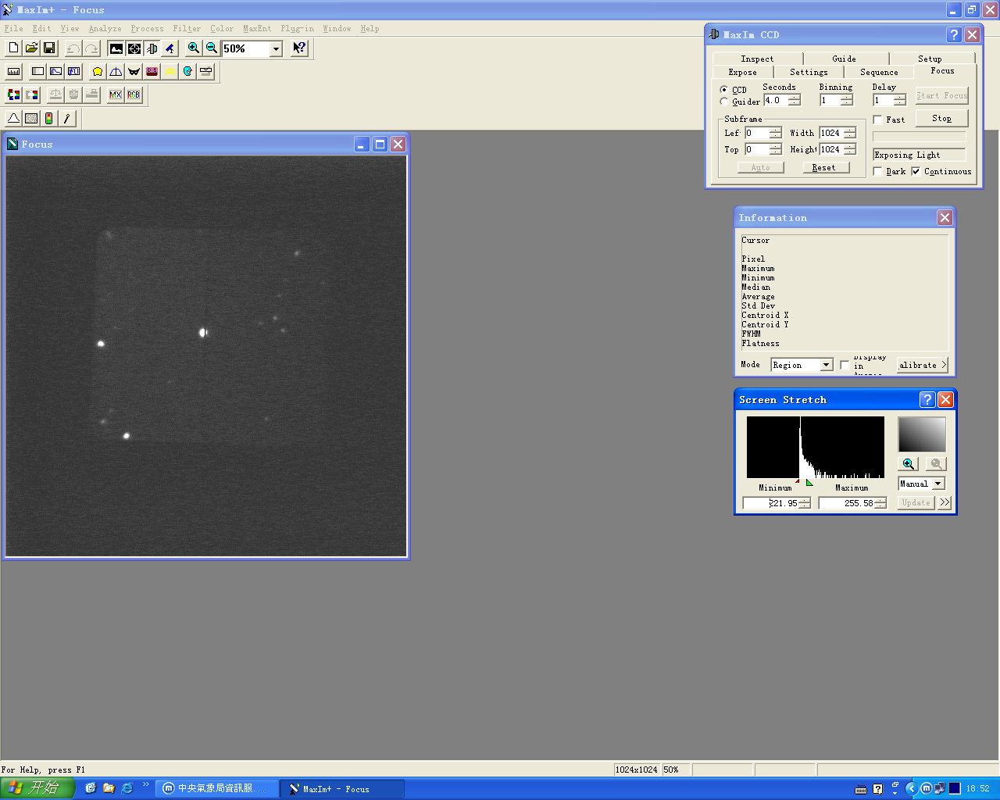 MaxIm+ - Focus
File Edit View Analyze Process Filter Color MaxEnt Plug-in Window Help
50%
MX RGB
Focus
MaxIm CCD
Inspect Guide Setup
Expose Settings Sequence Focus
CCD
Guider
Seconds
4.0
Binning
1
Delay
1
Start Focus
Stop
Fast
Subframe
Lef 0 Width 1024
Top 0 Height 1024
Auto Reset
Exposing Light
Dark Continuous
Information
Cursor
Pixel
Maximum
Minimum
Median
Average
Std Dev
Centroid X
Centroid Y
FWHM
Flatness
Mode Region
Display
in
alibrate >
Screen Stretch
Minimum Maximum
221.95 255.58
Manual
Update >>
For Help, press F1
1024x1024 50%
开始
中央氣象局資訊服...
MaxIm+ - Focus
18:52